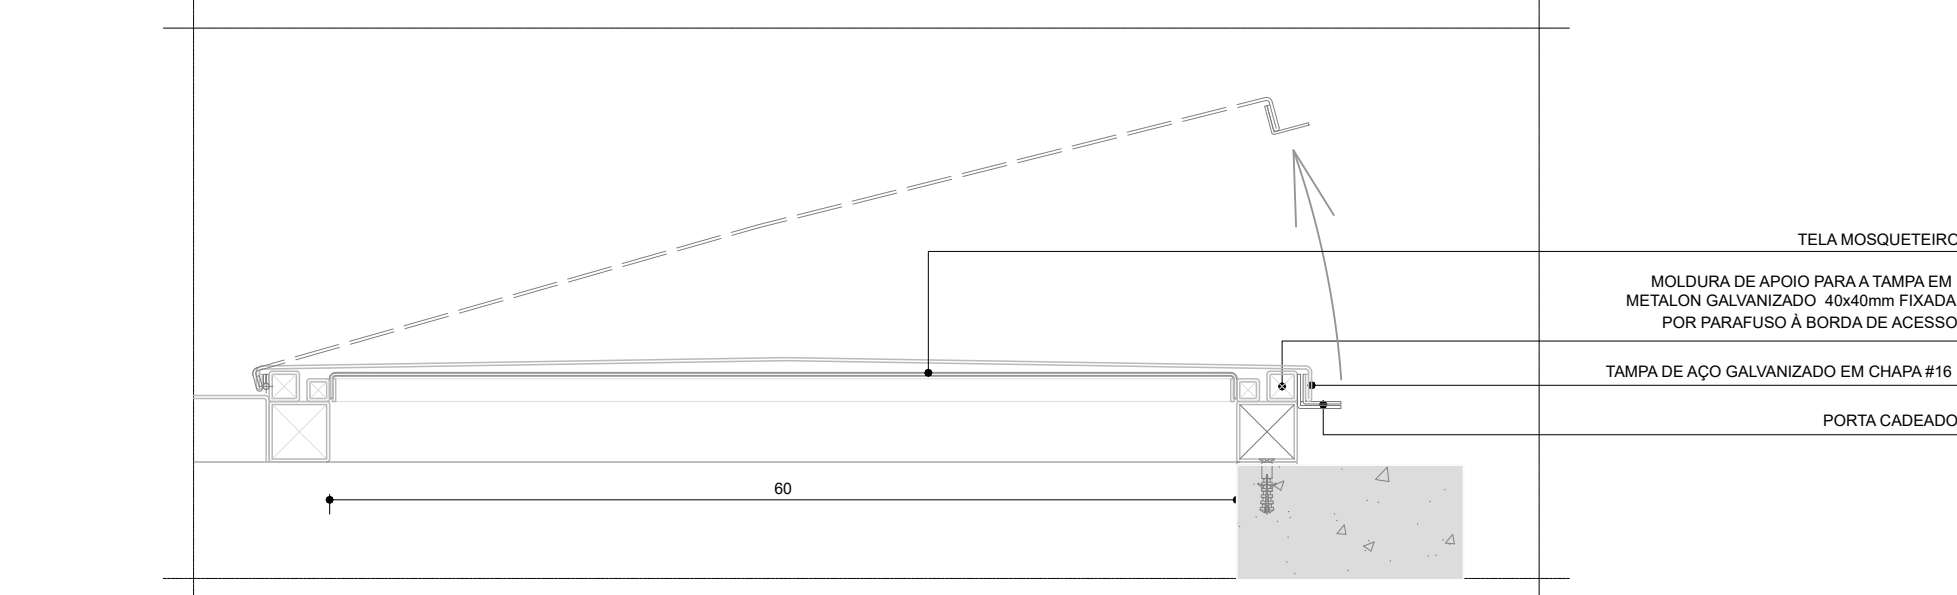 TELA MOSQUETEIRO
MOLDURA DE APOIO PARA A TAMPA EM
METALON GALVANIZADO 40x40mm FIXADA
POR PARAFUSO À BORDA DE ACESSO
TAMPA DE AÇO GALVANIZADO EM CHAPA #16
PORTA CADEADO
60